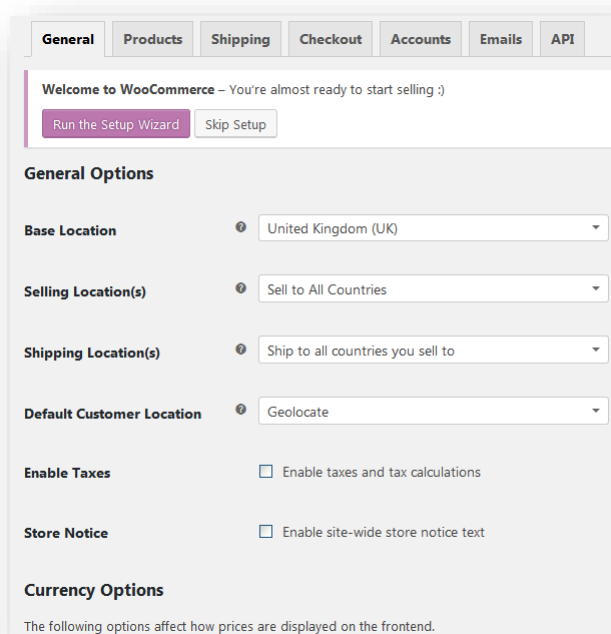 General Products Shipping Checkout Accounts Emails API
Welcome to WooCommerce – You're almost ready to start selling :)
Run the Setup Wizard Skip Setup
General Options
Base Location ? United Kingdom (UK)
Selling Location(s) ? Sell to All Countries
Shipping Location(s) ? Ship to all countries you sell to
Default Customer Location ? Geolocate
Enable Taxes Enable taxes and tax calculations
Store Notice Enable site-wide store notice text
Currency Options
The following options affect how prices are displayed on the frontend.